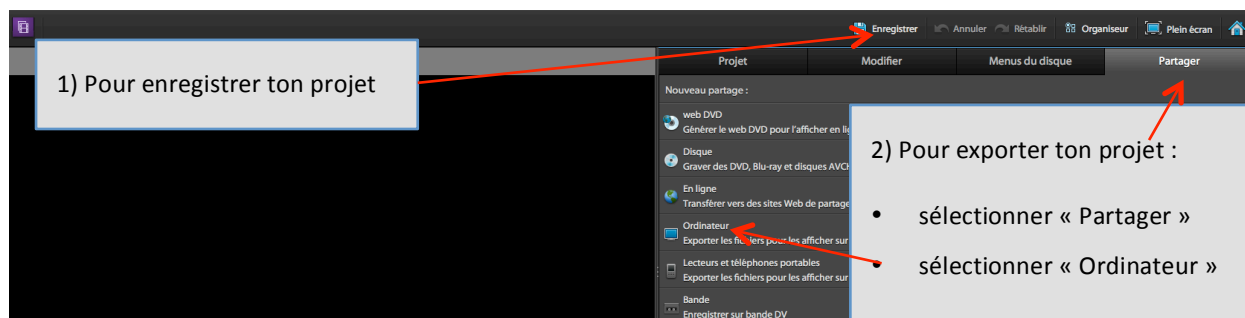 Enregistrer Annuler Rétablir Organiseur Plein écran
1) Pour enregistrer ton projet
Projet Modifier Menus du disque Partager
Nouveau partage :
web DVD
Générer le web DVD pour l'afficher en
Disque
Graver des DVD, Blu-ray et disques
En ligne
Transférer vers des sites Web de partage
Ordinateur
Exporter les fichiers pour les afficher sur
Lecteurs et téléphones portables
Exporter les fichiers pour les afficher sur
Bande
Enregistrer sur bande DV
2) Pour exporter ton projet :
• sélectionner « Partager »
• sélectionner « Ordinateur »